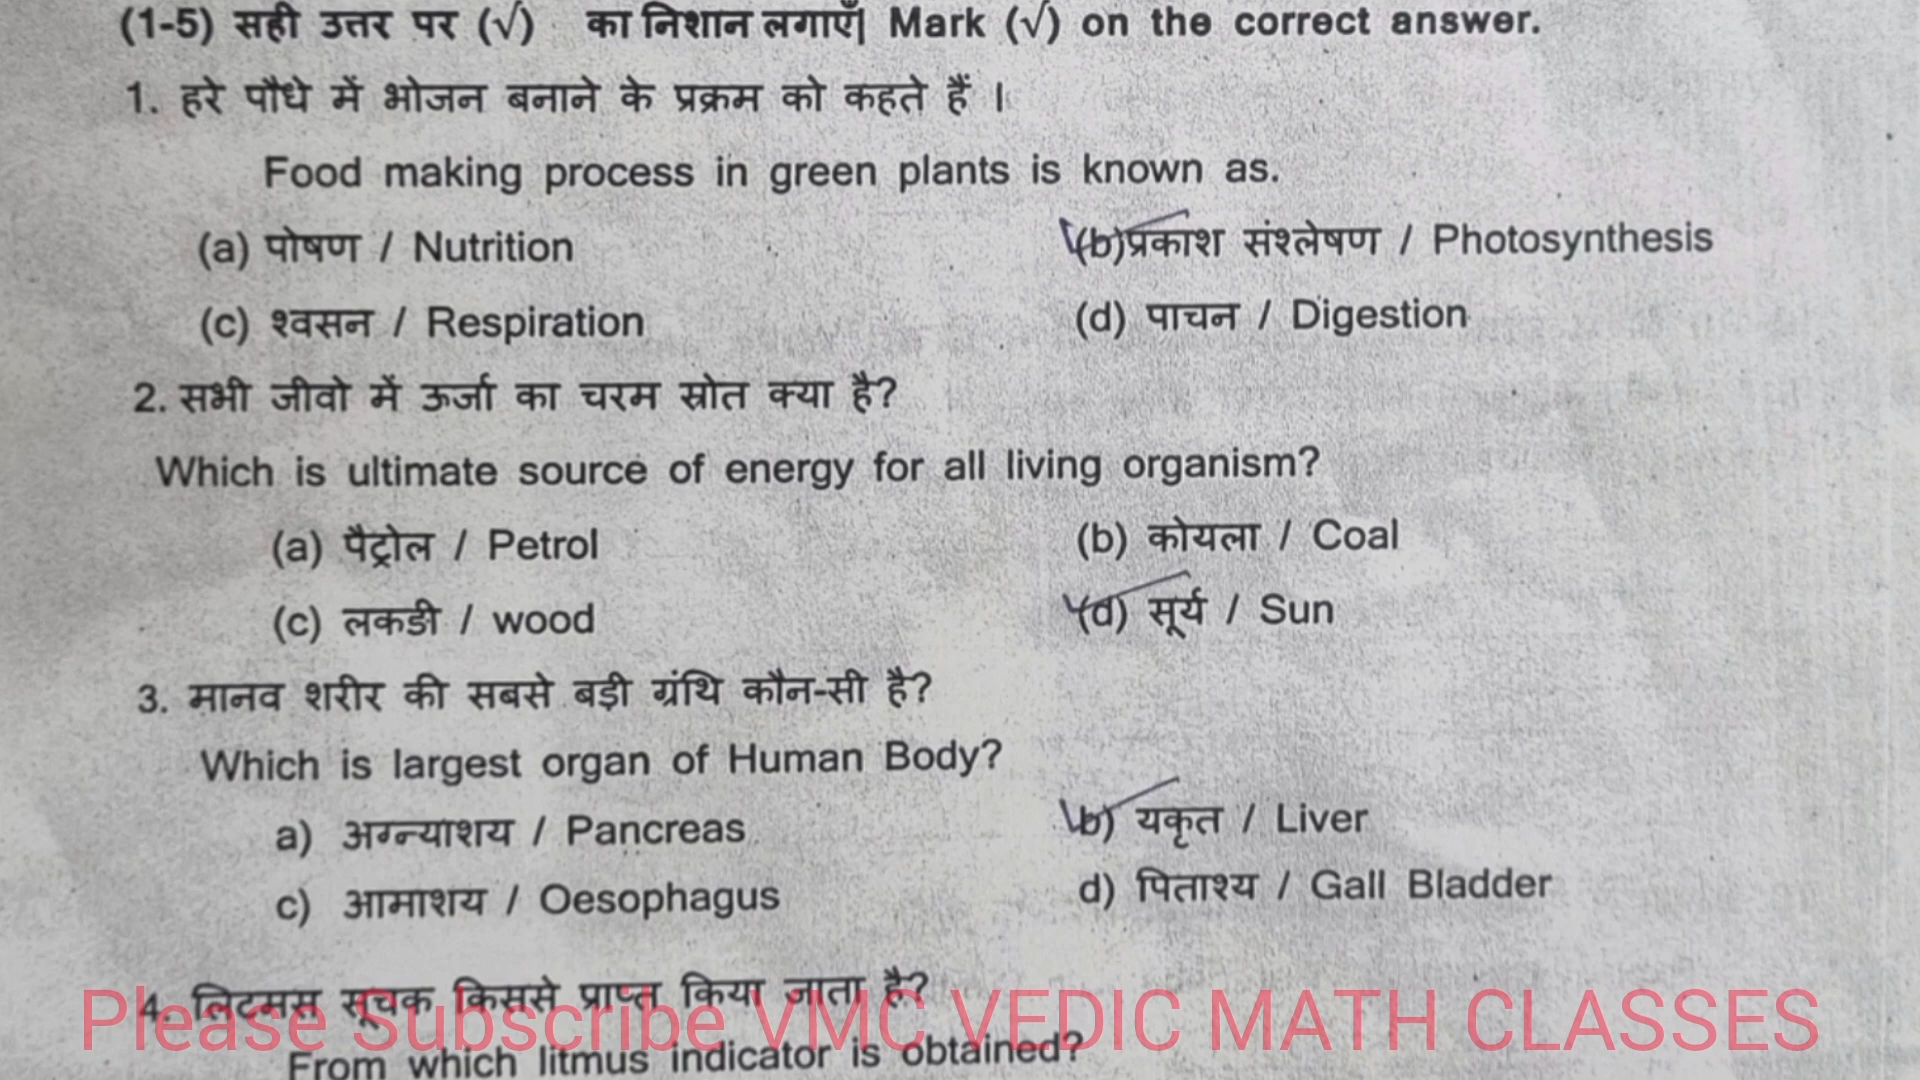 (1-5) सही उत्तर पर (√) का निशान लगाएँ| Mark (√) on the correct answer.
1. हरे पौधे में भोजन बनाने के प्रक्रम को कहते हैं ।
Food making process in green plants is known as.
(a) पोषण / Nutrition (b)प्रकाश संश्लेषण / Photosynthesis
(c) श्वसन / Respiration (d) पाचन / Digestion
2. सभी जीवो में ऊर्जा का चरम स्रोत क्या है?
Which is ultimate source of energy for all living organism?
(a) पैट्रोल / Petrol (b) कोयला / Coal
(c) लकडी / wood (d) सूर्य / Sun
3. मानव शरीर की सबसे बड़ी ग्रंथि कौन-सी है?
Which is largest organ of Human Body?
a) अग्न्याशय / Pancreas b) यकृत / Liver
c) आमाशय / Oesophagus d) पिताश्य / Gall Bladder
4. लिटमस सूचक किससे प्राप्त किया जाता है?
Please Subscribe VMC VEDIC MATH CLASSES
From which litmus indicator is obtained?